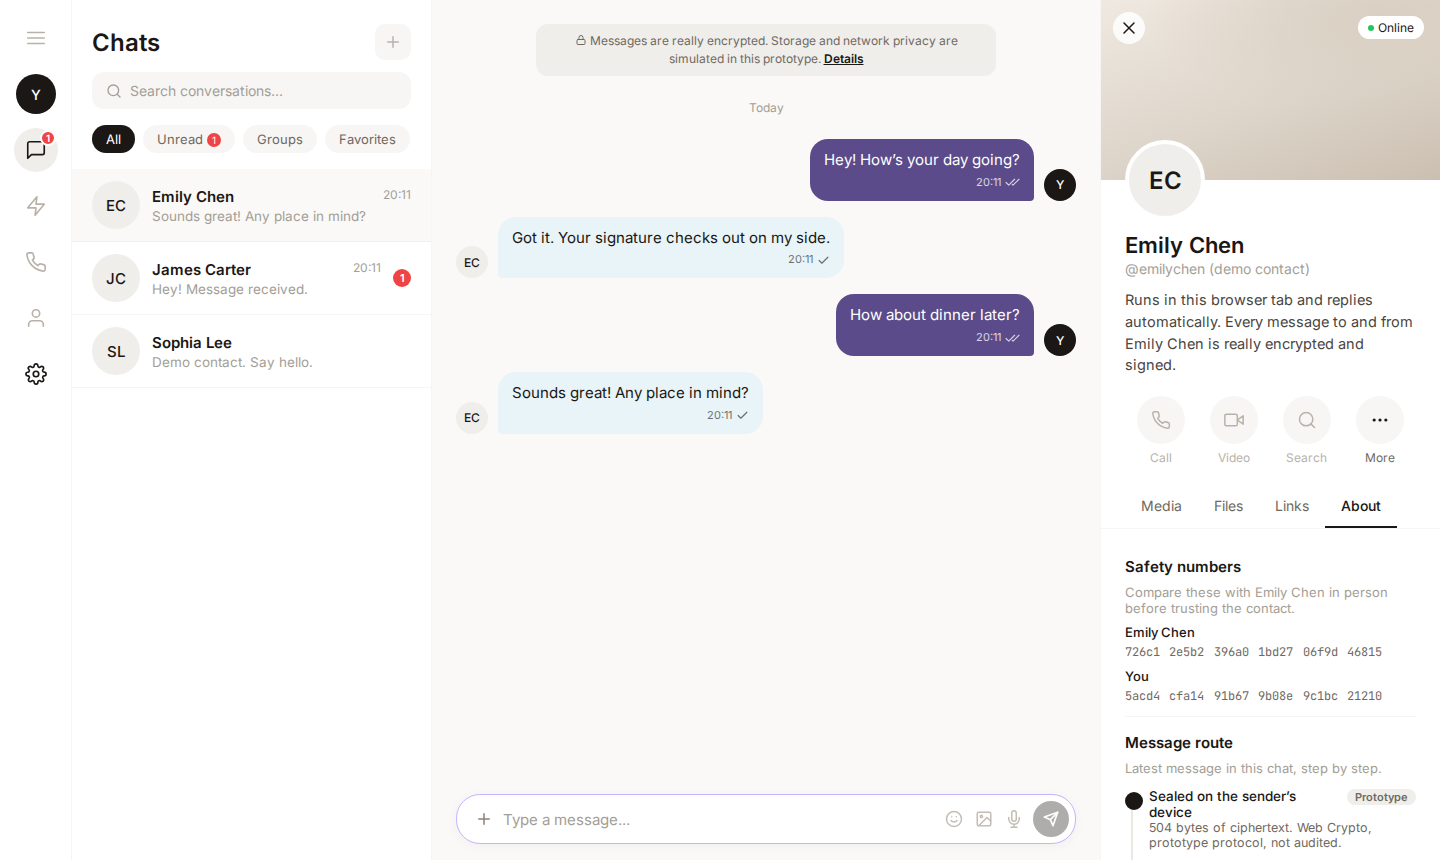 Y
1
Chats
Search conversations...
All
Unread 1
Groups
Favorites
EC
Emily Chen
20:11
Sounds great! Any place in mind?
JC
James Carter
20:11
Hey! Message received.
1
SL
Sophia Lee
Demo contact. Say hello.
Messages are really encrypted. Storage and network privacy are
simulated in this prototype. Details
Today
Hey! How’s your day going?
20:11
Y
Got it. Your signature checks out on my side.
20:11
EC
How about dinner later?
20:11
Y
Sounds great! Any place in mind?
20:11
EC
Type a message...
Online
EC
Emily Chen
@emilychen (demo contact)
Runs in this browser tab and replies
automatically. Every message to and from
Emily Chen is really encrypted and
signed.
Call
Video
Search
More
Media
Files
Links
About
Safety numbers
Compare these with Emily Chen in person
before trusting the contact.
Emily Chen
726c1 2e5b2 396a0 1bd27 06f9d 46815
You
5acd4 cfa14 91b67 9b08e 9c1bc 21210
Message route
Latest message in this chat, step by step.
Sealed on the sender’s
device
Prototype
504 bytes of ciphertext. Web Crypto,
prototype protocol, not audited.